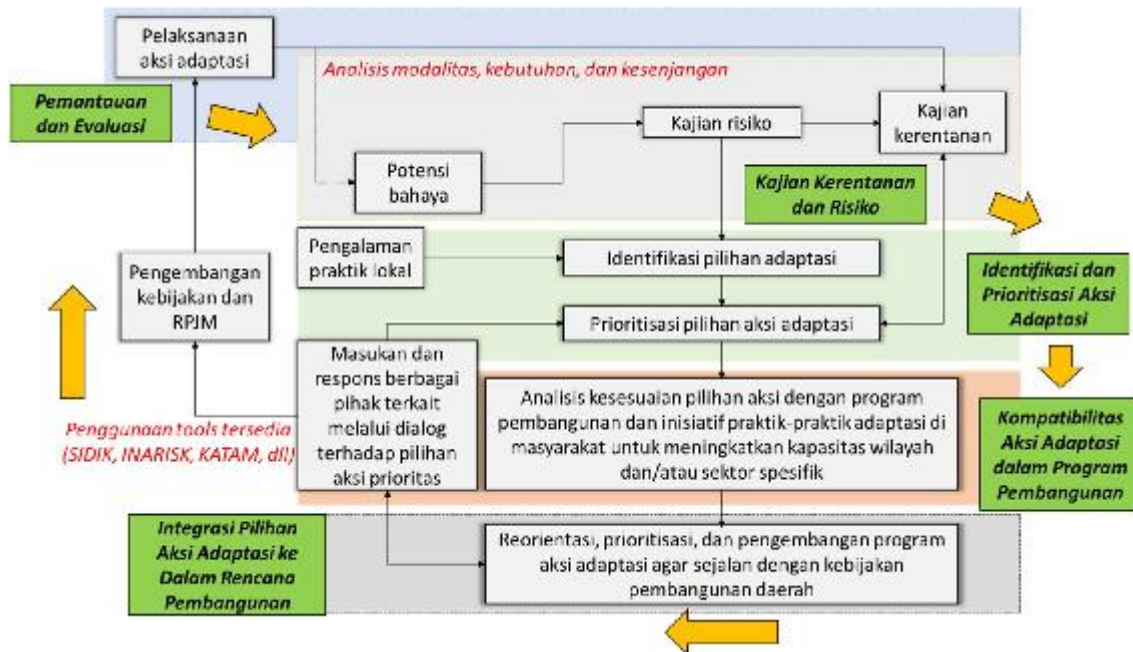 Pelaksanaan
aksi adaptasi
Analisis modalitas, kebutuhan, dan kesenjangan
Pemantauan
dan Evoluasi
Kajian risiko
Kajian
kerentanan
Potensi
bahaya
Kajian Kerentanan
dan Risiko
Pengalaman
praktik lokal
Identifikasi pilihan adaptasi
Pengembangan
kebijakan dan
RPJM
Identifikasi dan
Prioritisasi Aksi
Adaptasi
Prioritisasi pilihan aksi adaptasi
Masukan dan
respons berbagai
pihak terkait
melalui dialog
terhadap pilihan
aksi prioritas
Analisis kesesuaian pilihan aksi dengan program
pembangunan dan inisiatif praktik-praktik adaptasi di
masyarakat untuk meningkatkan kapasitas wilayah
dan/atau sektor spesifik
Penggunaan tools tersedia
(SIDIK, INARISK, KATAM, dll)
Kompatibilitas
Aksi Adaptasi
dalam Program
Pembangunan
Integrasi Pilihan
Aksi Adaptasi ke
Dalam Rencana
Pembangunan
Reorientasi, prioritisasi, dan pengembangan program
aksi adaptasi agar sejalan dengan kebijakan
pembangunan daerah